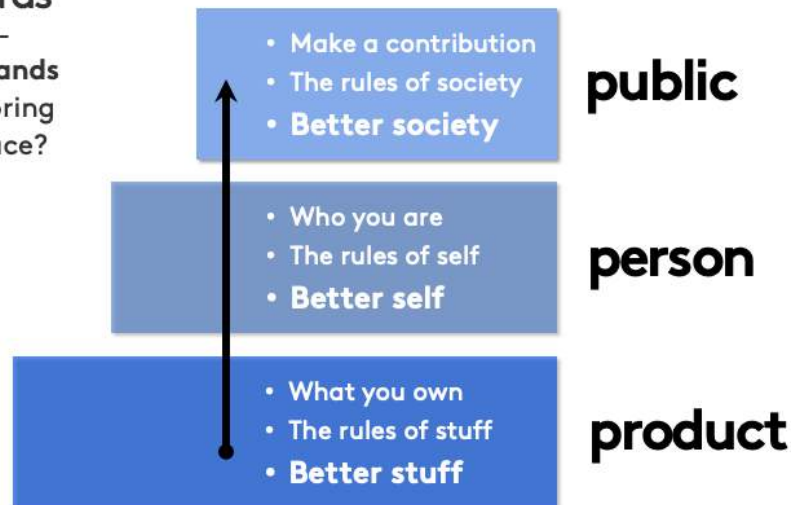 ands
• Make a contribution
• The rules of society
• Better society
public
• Who you are
• The rules of self
• Better self
person
• What you own
• The rules of stuff
• Better stuff
product